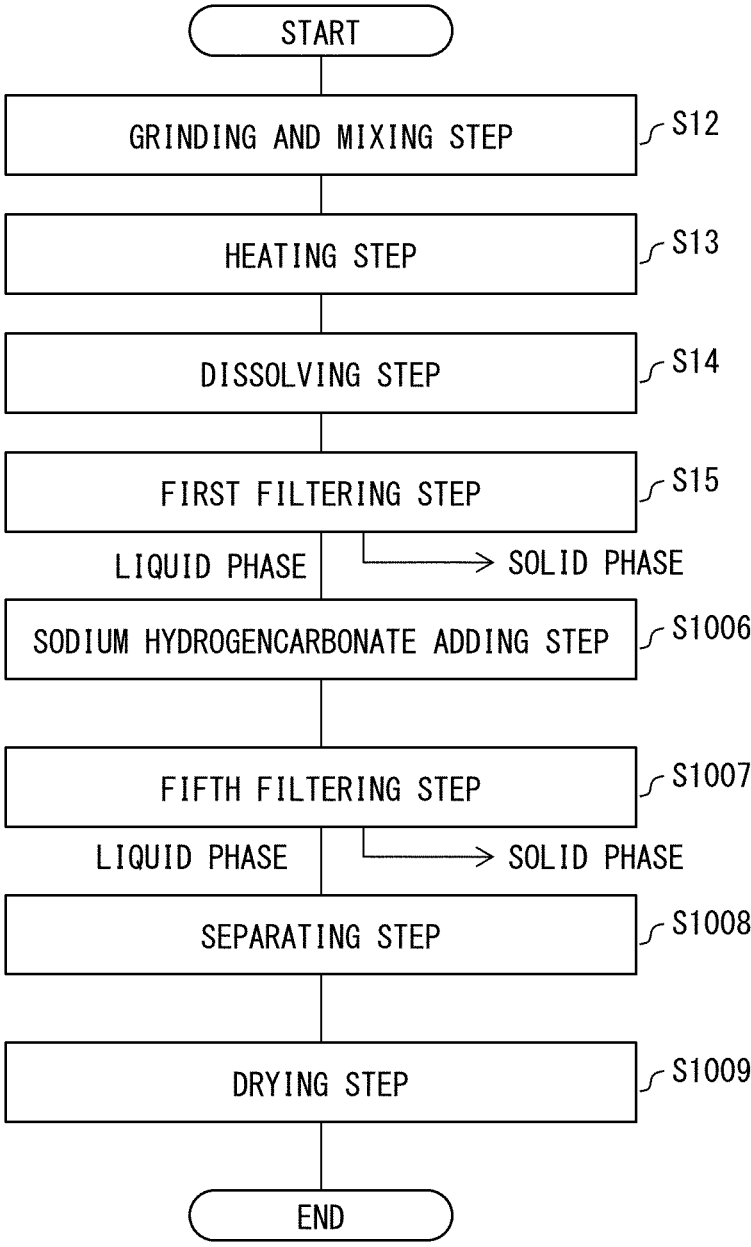 START
GRINDING AND MIXING STEP
S12
HEATING STEP
S13
DISSOLVING STEP
S14
FIRST FILTERING STEP
S15
LIQUID PHASE
SOLID PHASE
SODIUM HYDROGENCARBONATE ADDING STEP
S1006
FIFTH FILTERING STEP
S1007
LIQUID PHASE
SOLID PHASE
SEPARATING STEP
S1008
DRYING STEP
S1009
END